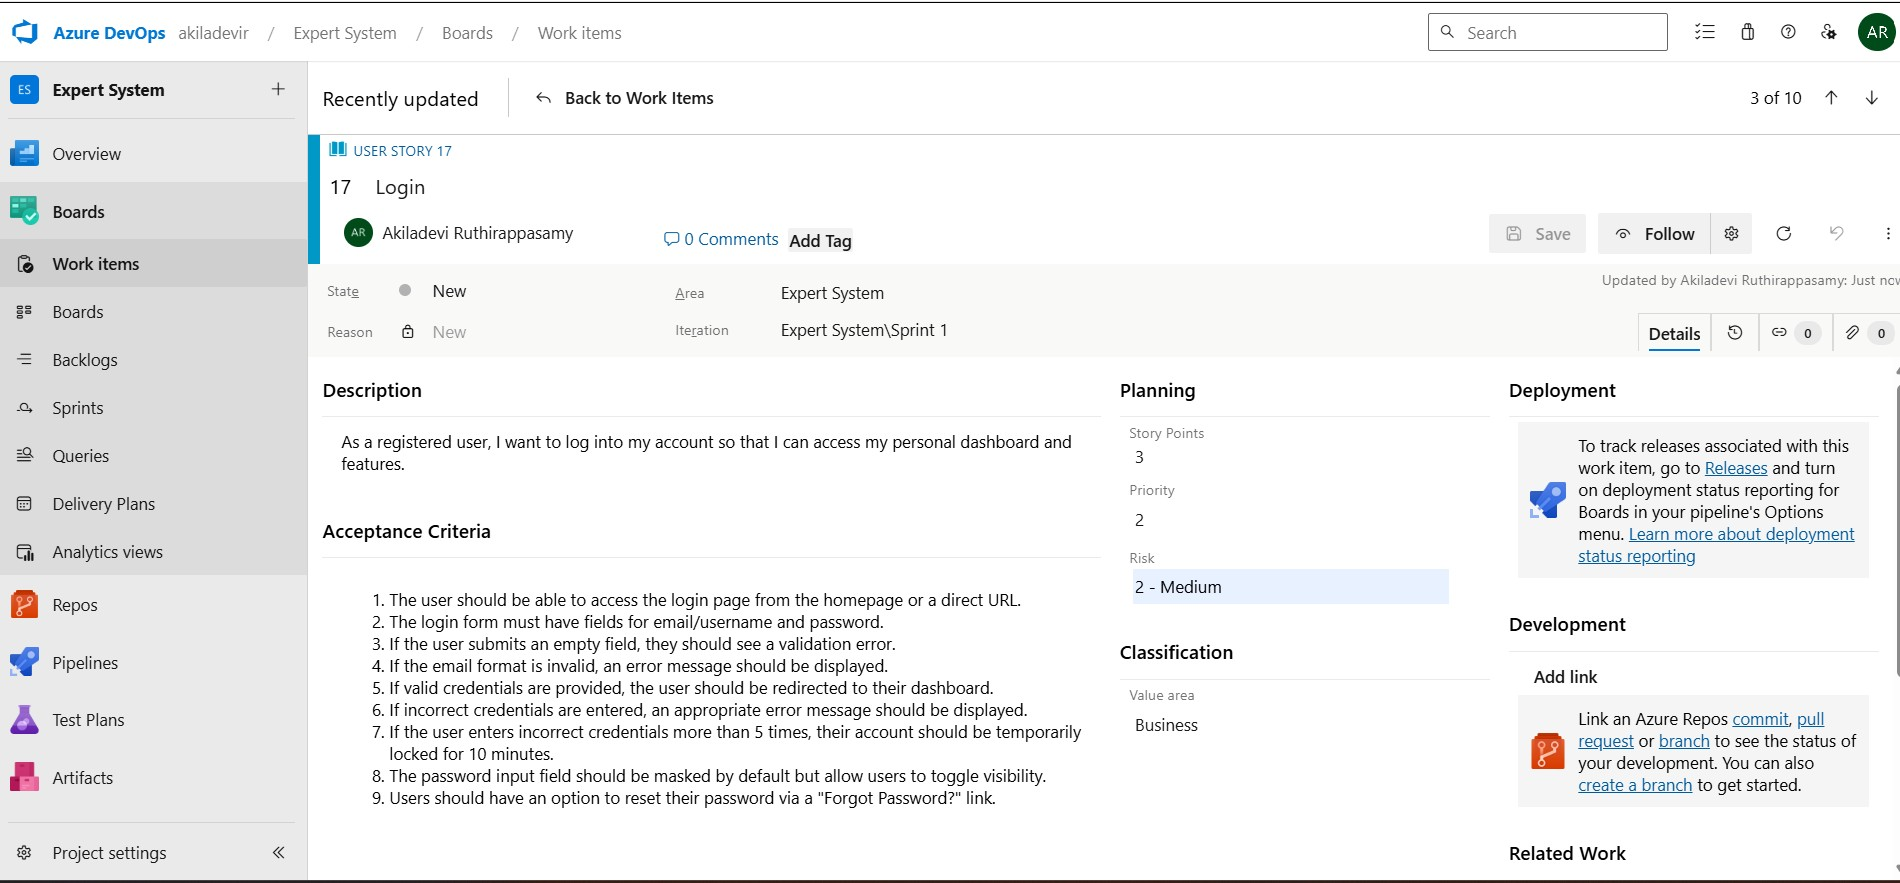 Azure DevOps akiladevir / Expert System / Boards / Work items
Search
AR
ES Expert System +
Overview
Boards
Work items
Boards
Backlogs
Sprints
Queries
Delivery Plans
Analytics views
Repos
Pipelines
Test Plans
Artifacts
Project settings
Recently updated
Back to Work Items
3 of 10
USER STORY 17
17 Login
AR Akiladevi Ruthirappasamy
0 Comments
Add Tag
Save
Follow
State New
Area Expert System
Updated by Akiladevi Ruthirappasamy: Just now
Reason New
Iteration Expert System\Sprint 1
Details
0
0
Description
As a registered user, I want to log into my account so that I can access my personal dashboard and
features.
Acceptance Criteria
1. The user should be able to access the login page from the homepage or a direct URL.
2. The login form must have fields for email/username and password.
3. If the user submits an empty field, they should see a validation error.
4. If the email format is invalid, an error message should be displayed.
5. If valid credentials are provided, the user should be redirected to their dashboard.
6. If incorrect credentials are entered, an appropriate error message should be displayed.
7. If the user enters incorrect credentials more than 5 times, their account should be temporarily
locked for 10 minutes.
8. The password input field should be masked by default but allow users to toggle visibility.
9. Users should have an option to reset their password via a "Forgot Password?" link.
Planning
Story Points
3
Priority
2
Risk
2 - Medium
Classification
Value area
Business
Deployment
To track releases associated with this
work item, go to Releases and turn
on deployment status reporting for
Boards in your pipeline's Options
menu. Learn more about deployment
status reporting
Development
Add link
Link an Azure Repos commit, pull
request or branch to see the status of
your development. You can also
create a branch to get started.
Related Work